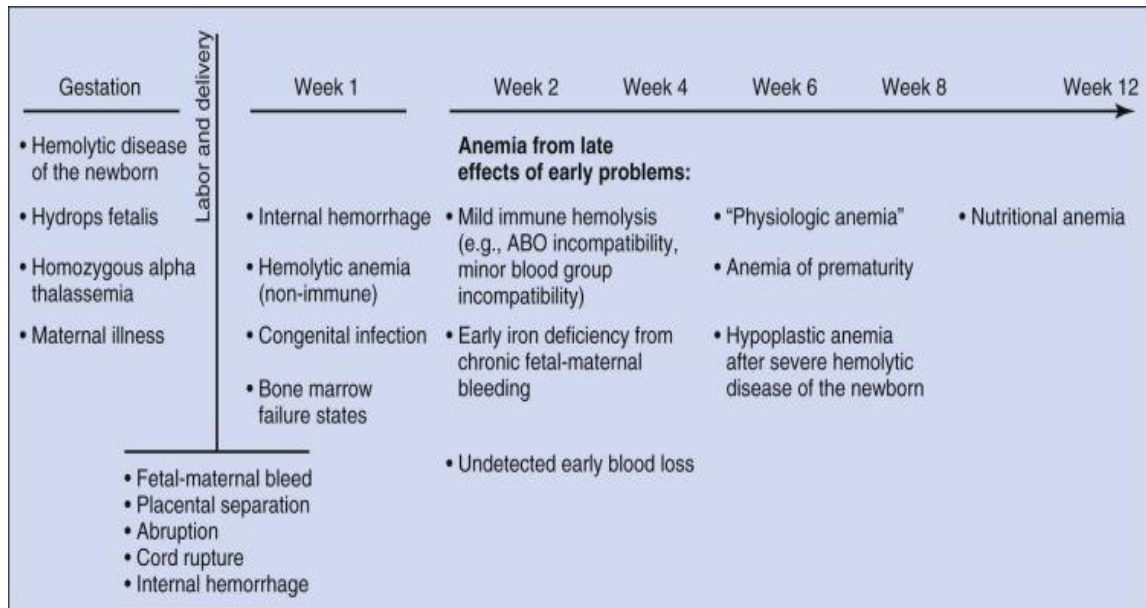 Gestation
Labor and delivery
Week 1
Week 2
Week 4
Week 6
Week 8
Week 12
• Hemolytic disease
of the newborn
• Hydrops fetalis
• Homozygous alpha
thalassemia
• Maternal illness
• Fetal-maternal bleed
• Placental separation
• Abruption
• Cord rupture
• Internal hemorrhage
• Internal hemorrhage
• Hemolytic anemia
(non-immune)
• Congenital infection
• Bone marrow
failure states
Anemia from late
effects of early problems:
• Mild immune hemolysis
(e.g., ABO incompatibility,
minor blood group
incompatibility)
• Early iron deficiency from
chronic fetal-maternal
bleeding
• Undetected early blood loss
• “Physiologic anemia”
• Anemia of prematurity
• Hypoplastic anemia
after severe hemolytic
disease of the newborn
• Nutritional anemia